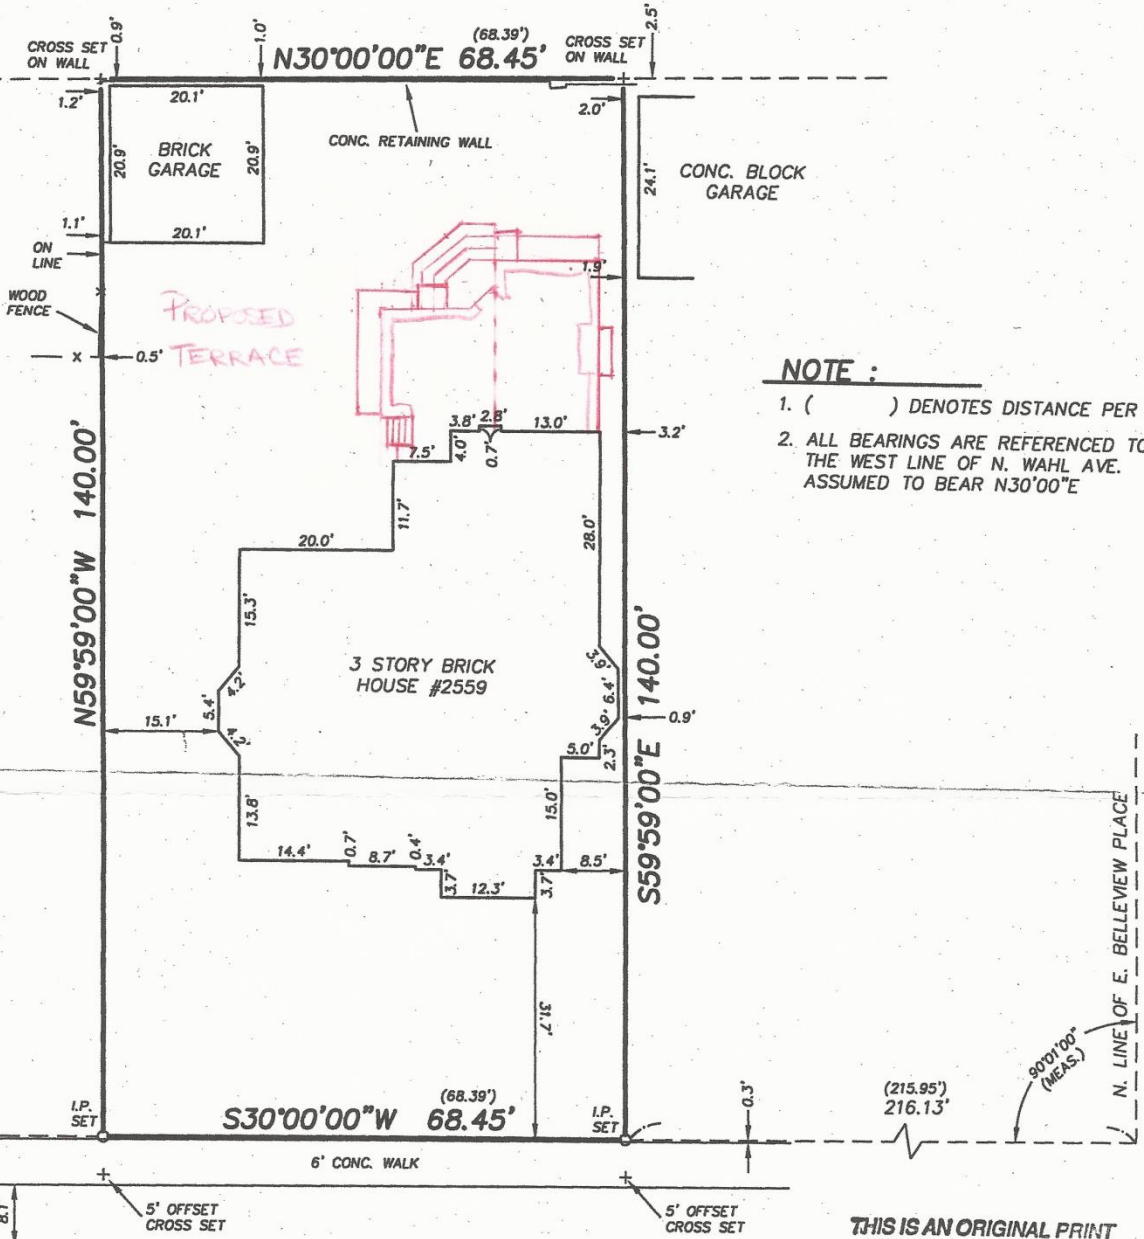 CROSS SET
ON WALL
0.9'
1.0'
(68.39')
N30°00'00"E 68.45'
CROSS SET
ON WALL
2.5'
1.2'
20.1'
2.0'
BRICK
GARAGE
20.9'
20.9'
CONC. RETAINING WALL
24.1'
CONC. BLOCK
GARAGE
1.1'
20.1'
ON
LINE
1.9'
WOOD
FENCE
PROPOSED
TERRACE
x
0.5'
NOTE :
1. ( ) DENOTES DISTANCE PER
2. ALL BEARINGS ARE REFERENCED TO
THE WEST LINE OF N. WAHL AVE.
ASSUMED TO BEAR N30°00"E
3.8'
2.8'
13.0'
3.2'
7.5'
4.0'
0.7'
N59°59'00"W 140.00'
11.7'
28.0'
20.0'
15.3'
3 STORY BRICK
HOUSE #2559
3.9'
6.4'
3.9'
S59°59'00"E 140.00'
4.2'
5.4'
4.2'
15.1'
0.9'
5.0'
2.3'
13.8'
15.0'
14.4'
0.7'
8.7'
0.4'
3.4'
3.7'
12.3'
3.4'
3.7'
8.5'
31.7'
N. LINE OF E. BELLEVIEW PLACE
90°01'00"
(MEAS.)
I.P.
SET
(68.39')
S30°00'00"W 68.45'
I.P.
SET
0.3'
(215.95')
216.13'
6' CONC. WALK
8.1'
5' OFFSET
CROSS SET
5' OFFSET
CROSS SET
THIS IS AN ORIGINAL PRINT